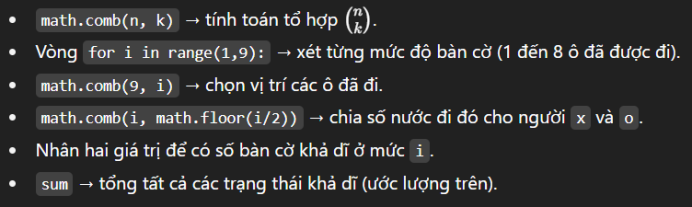 math.comb(n, k) → tính toán tổ hợp (n k).
Vòng for i in range(1,9): → xét từng mức độ bàn cờ (1 đến 8 ô đã được đi).
math.comb(9, i) → chọn vị trí các ô đã đi.
math.comb(i, math.floor(i/2)) → chia số nước đi đó cho người x và o.
Nhân hai giá trị để có số bàn cờ khả dĩ ở mức i.
sum → tổng tất cả các trạng thái khả dĩ (ước lượng trên).